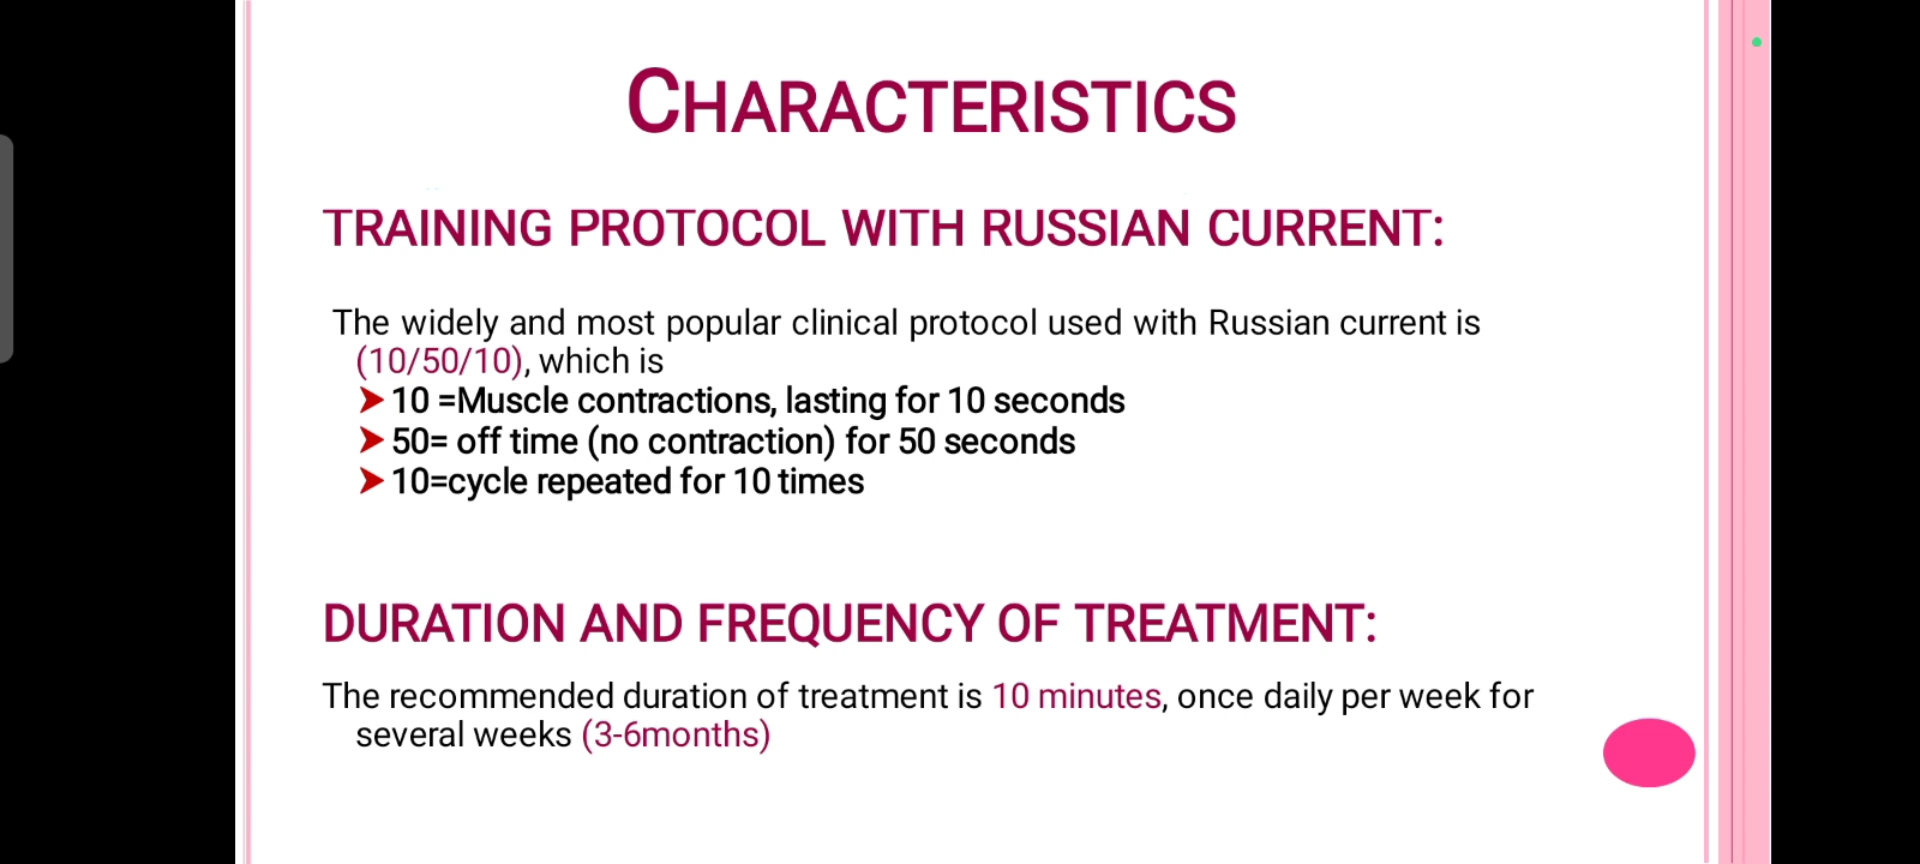 CHARACTERISTICS
TRAINING PROTOCOL WITH RUSSIAN CURRENT:
The widely and most popular clinical protocol used with Russian current is
(10/50/10), which is
➤ 10 =Muscle contractions, lasting for 10 seconds
➤ 50= off time (no contraction) for 50 seconds
➤ 10=cycle repeated for 10 times
DURATION AND FREQUENCY OF TREATMENT:
The recommended duration of treatment is 10 minutes, once daily per week for
several weeks (3-6months)